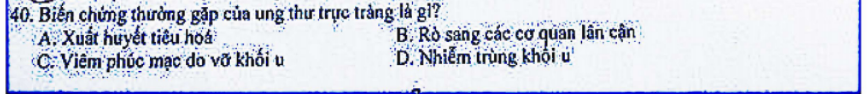 40. Biến chứng thường gặp của ung thư trực tràng là gì?
A. Xuất huyết tiêu hoá B. Rò sang các cơ quan lân cận
C. Viêm phúc mạc do vỡ khối u D. Nhiễm trùng khối u